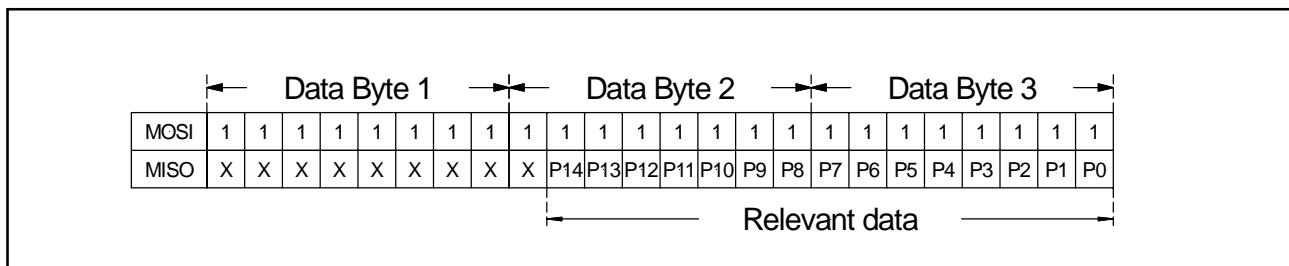 Data Byte 1 Data Byte 2 Data Byte 3
MOSI 1 1 1 1 1 1 1 1 1 1 1 1 1 1 1 1 1 1 1 1 1 1 1 1
MISO X X X X X X X X X P14 P13 P12 P11 P10 P9 P8 P7 P6 P5 P4 P3 P2 P1 P0
Relevant data